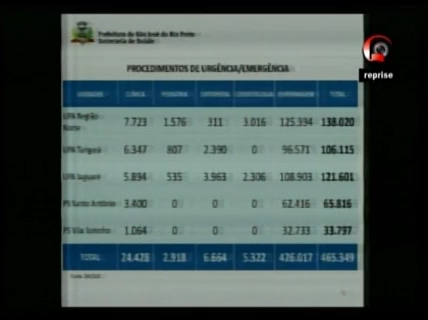 Prefeitura de São José do Rio Preto
Secretaria de Saúde
PROCEDIMENTOS DE URGÊNCIA/EMERGÊNCIA
reprise
UNIDADES CLÍNICA PEDIATRIA ORTOPEDIA ODONTOLOGIA ENFERMAGEM TOTAL
UPA Região Norte 7.723 1.576 311 3.016 125.394 138.020
UPA Tangará 6.347 807 2.390 0 96.571 106.115
UPA Jaguaré 5.894 535 3.963 2.306 108.903 121.601
PS Santo Antônio 3.400 0 0 0 62.416 65.816
PS Vila Toninho 1.064 0 0 0 32.733 33.797
TOTAL 24.428 2.918 6.664 5.322 426.017 465.349